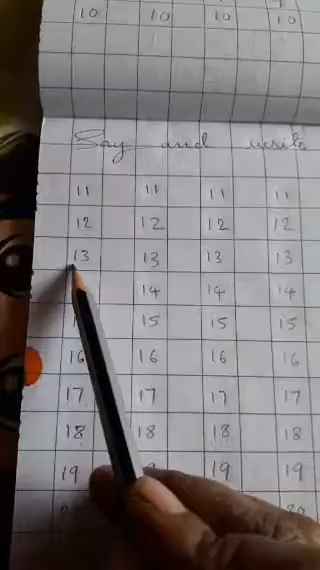 10 10 10 10
Say and write
11 11 11 11
12 12 12 12
13 13 13 13
14 14 14
15 15 15
16 16 16 16
17 17 17 17
18 18 18 18
19 19 19
20